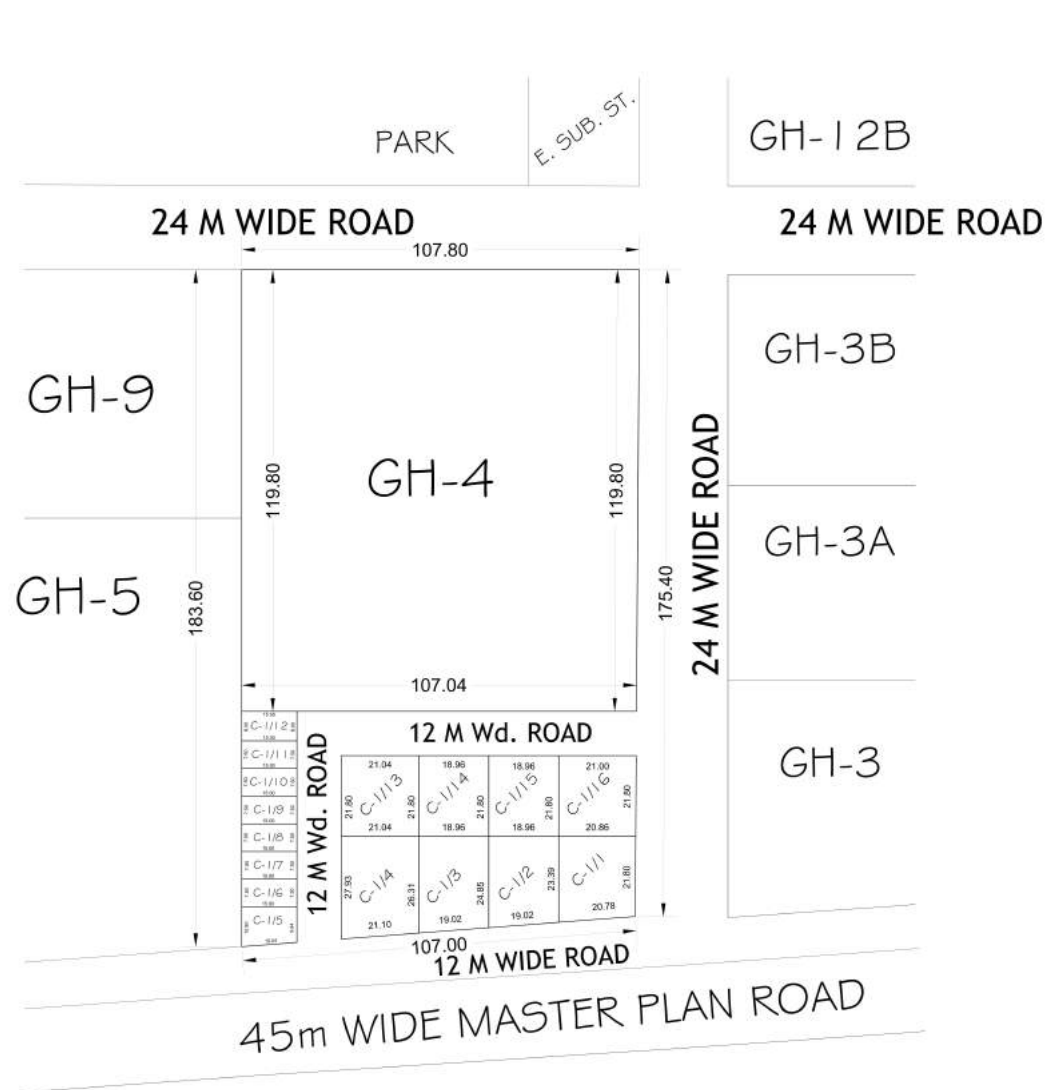 PARK
E. SUB. ST.
GH-12B
24 M WIDE ROAD
24 M WIDE ROAD
107.80
GH-9
GH-3B
119.80
GH-4
119.80
24 M WIDE ROAD
GH-3A
GH-5
183.60
175.40
107.04
12 M Wd. ROAD
GH-3
C-1/12
C-1/11
C-1/10
C-1/9
C-1/8
C-1/7
C-1/6
C-1/5
12 M Wd. ROAD
21.04
18.96
18.96
21.00
21.80
C-1/13
21.80
C-1/14
21.80
C-1/15
21.80
C-1/16
21.80
21.04
18.96
18.96
20.86
27.93
C-1/4
26.31
C-1/3
24.85
C-1/2
23.39
C-1/1
21.80
21.10
19.02
19.02
20.78
107.00
12 M WIDE ROAD
45m WIDE MASTER PLAN ROAD